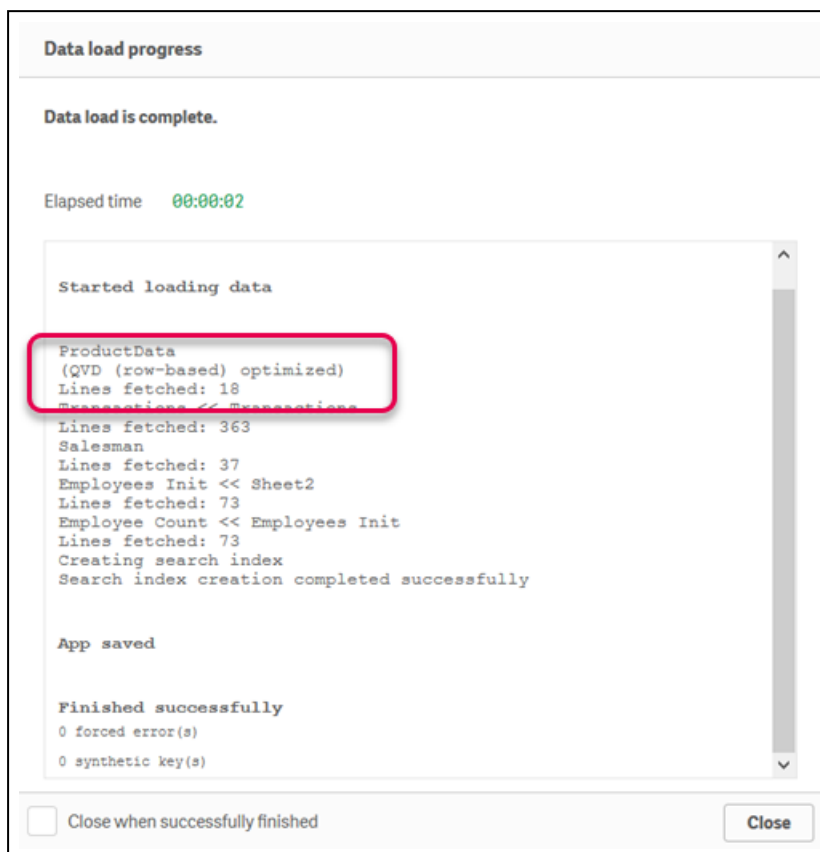 Data load progress
Data load is complete.
Elapsed time 00:00:02
Started loading data
ProductData
(QVD (row-based) optimized)
Lines fetched: 18
Transactions << Transactions
Lines fetched: 363
Salesman
Lines fetched: 37
Employees Init << Sheet2
Lines fetched: 73
Employee Count << Employees Init
Lines fetched: 73
Creating search index
Search index creation completed successfully
App saved
Finished successfully
0 forced error(s)
0 synthetic key(s)
Close when successfully finished
Close